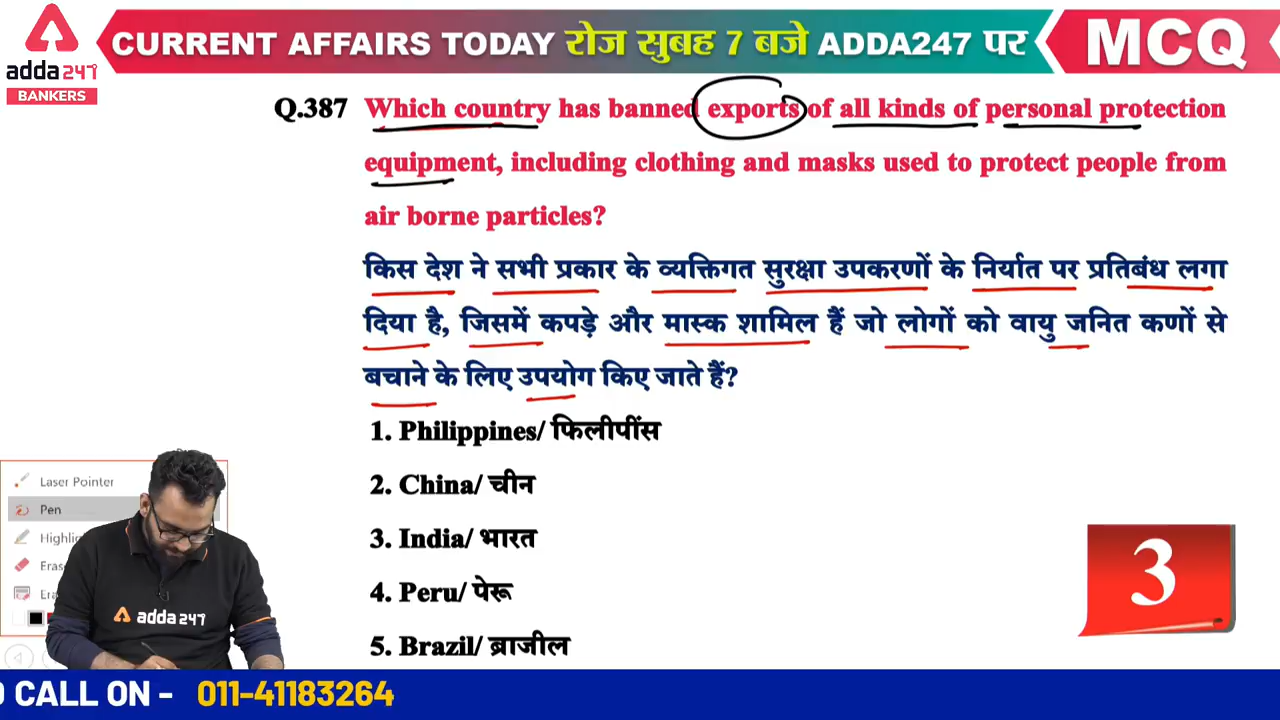 CURRENT AFFAIRS TODAY रोज सुबह 7 बजे ADDA247 पर
MCQ
adda247
BANKERS
Q.387 Which country has banned exports of all kinds of personal protection
equipment, including clothing and masks used to protect people from
air borne particles?
किस देश ने सभी प्रकार के व्यक्तिगत सुरक्षा उपकरणों के निर्यात पर प्रतिबंध लगा
दिया है, जिसमें कपड़े और मास्क शामिल हैं जो लोगों को वायु जनित कणों से
बचाने के लिए उपयोग किए जाते हैं?
1. Philippines/ फिलीपींस
2. China/ चीन
3. India/ भारत
4. Peru/ पेरू
5. Brazil/ ब्राजील
Laser Pointer
Pen
Highli
Eras
Era
adda247
3
CALL ON - 011-41183264